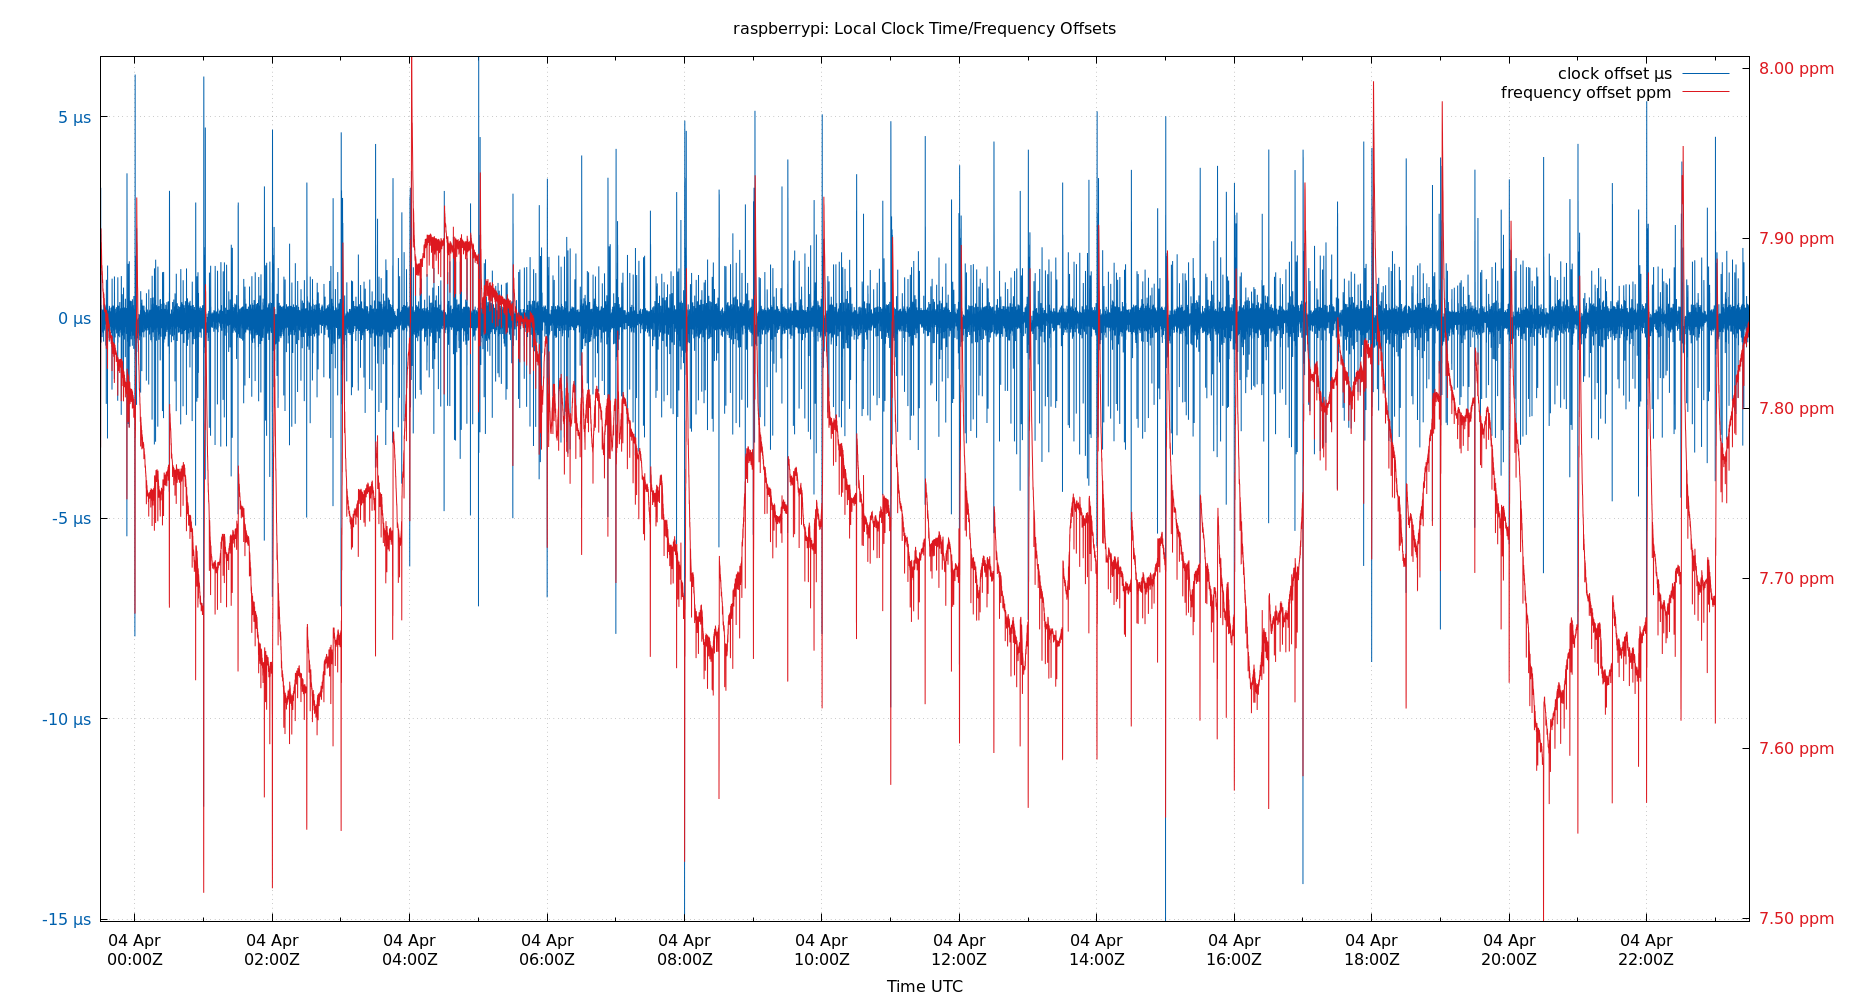 raspberrypi: Local Clock Time/Frequency Offsets
clock offset µs
frequency offset ppm
5 µs
0 µs
-5 µs
-10 µs
-15 µs
8.00 ppm
7.90 ppm
7.80 ppm
7.70 ppm
7.60 ppm
7.50 ppm
04 Apr 04 Apr 04 Apr 04 Apr 04 Apr 04 Apr 04 Apr 04 Apr 04 Apr 04 Apr 04 Apr 04 Apr
00:00Z 02:00Z 04:00Z 06:00Z 08:00Z 10:00Z 12:00Z 14:00Z 16:00Z 18:00Z 20:00Z 22:00Z
Time UTC